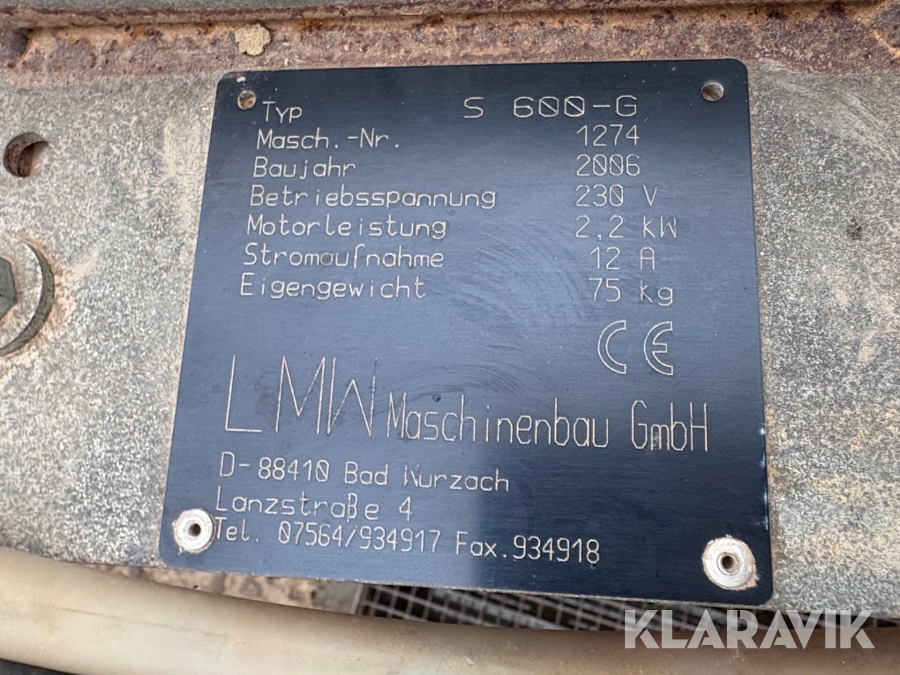 Typ S 600-G
Masch.-Nr. 1274
Baujahr 2006
Betriebsspannung 230 V
Motorleistung 2,2 kW
Stromaufnahme 12 A
Eigengewicht 75 kg
CE
LMW Maschinenbau GmbH
D-88410 Bad Wurzach
Lanzstraße 4
Tel. 07564/934917 Fax.934918
KLARAVIK